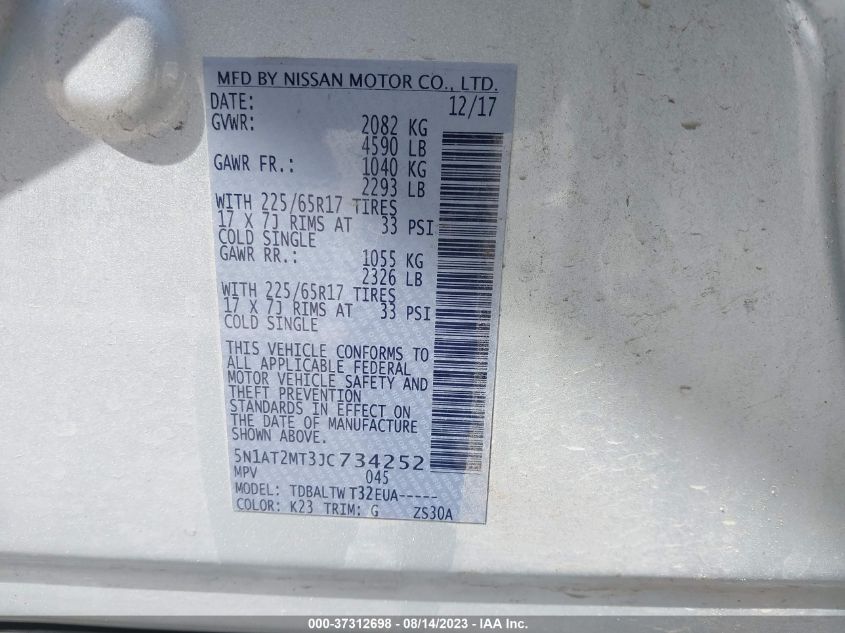 MFD BY NISSAN MOTOR CO., LTD.
DATE: 12/17
GVWR: 2082 KG
4590 LB
GAWR FR.: 1040 KG
2293 LB
WITH 225/65R17 TIRES
17 X 7J RIMS AT 33 PSI
COLD SINGLE
GAWR RR.: 1055 KG
2326 LB
WITH 225/65R17 TIRES
17 X 7J RIMS AT 33 PSI
COLD SINGLE
THIS VEHICLE CONFORMS TO
ALL APPLICABLE FEDERAL
MOTOR VEHICLE SAFETY AND
THEFT PREVENTION
STANDARDS IN EFFECT ON
THE DATE OF MANUFACTURE
SHOWN ABOVE.
5N1AT2MT3JC734252
MPV 045
MODEL: TDBALTW T32EUA-----
COLOR: K23 TRIM: G ZS30A
000-37312698 - 08/14/2023 - IAA Inc.